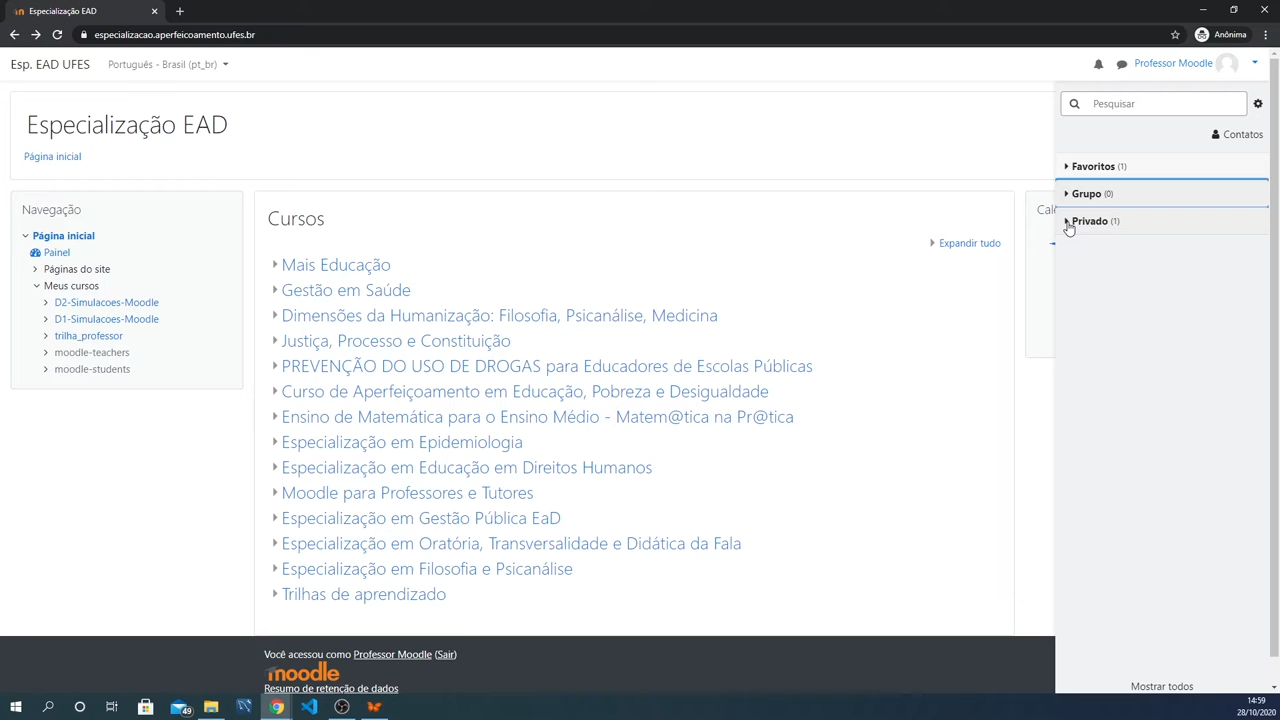 Especialização EAD
especializacao.aperfeicoamento.ufes.br
Anônima
Esp. EAD UFES
Português - Brasil (pt_br)
Professor Moodle
Pesquisar
Contatos
Favoritos (1)
Grupo (0)
Privado (1)
Especialização EAD
Página inicial
Navegação
Página inicial
Painel
Páginas do site
Meus cursos
D2-Simulacoes-Moodle
D1-Simulacoes-Moodle
trilha_professor
moodle-teachers
moodle-students
Cursos
Expandir tudo
Mais Educação
Gestão em Saúde
Dimensões da Humanização: Filosofia, Psicanálise, Medicina
Justiça, Processo e Constituição
PREVENÇÃO DO USO DE DROGAS para Educadores de Escolas Públicas
Curso de Aperfeiçoamento em Educação, Pobreza e Desigualdade
Ensino de Matemática para o Ensino Médio - Matem@tica na Pr@tica
Especialização em Epidemiologia
Especialização em Educação em Direitos Humanos
Moodle para Professores e Tutores
Especialização em Gestão Pública EaD
Especialização em Oratória, Transversalidade e Didática da Fala
Especialização em Filosofia e Psicanálise
Trilhas de aprendizado
Você acessou como Professor Moodle (Sair)
moodle
Resumo de retenção de dados
Mostrar todos
49
14:59
28/10/2020